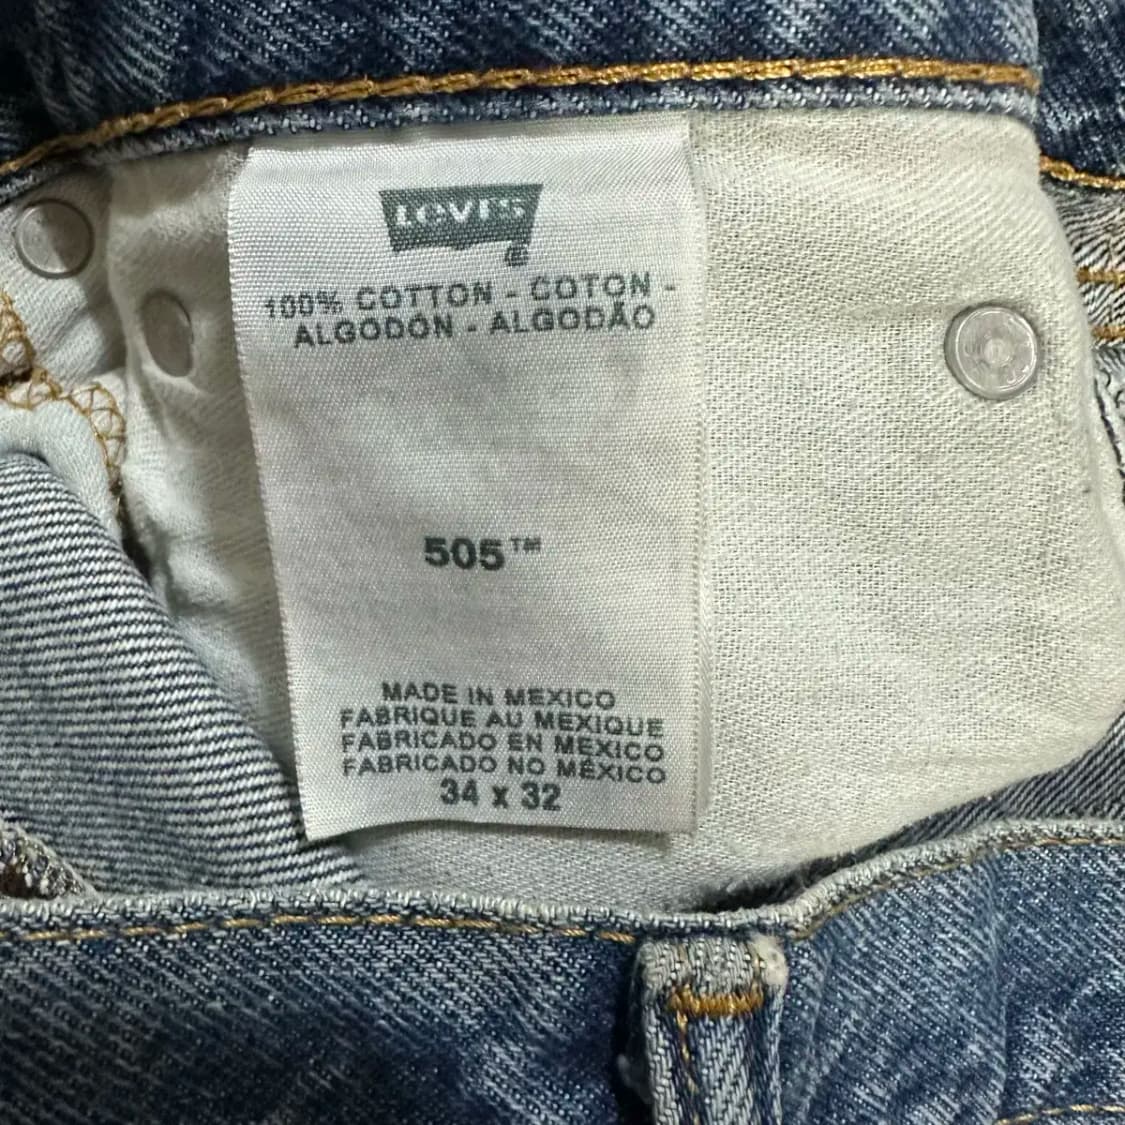 LEVI'S
100% COTTON - COTON -
ALGODÓN - ALGODÃO
505™
MADE IN MEXICO
FABRIQUE AU MEXIQUE
FABRICADO EN MEXICO
FABRICADO NO MÉXICO
34 x 32